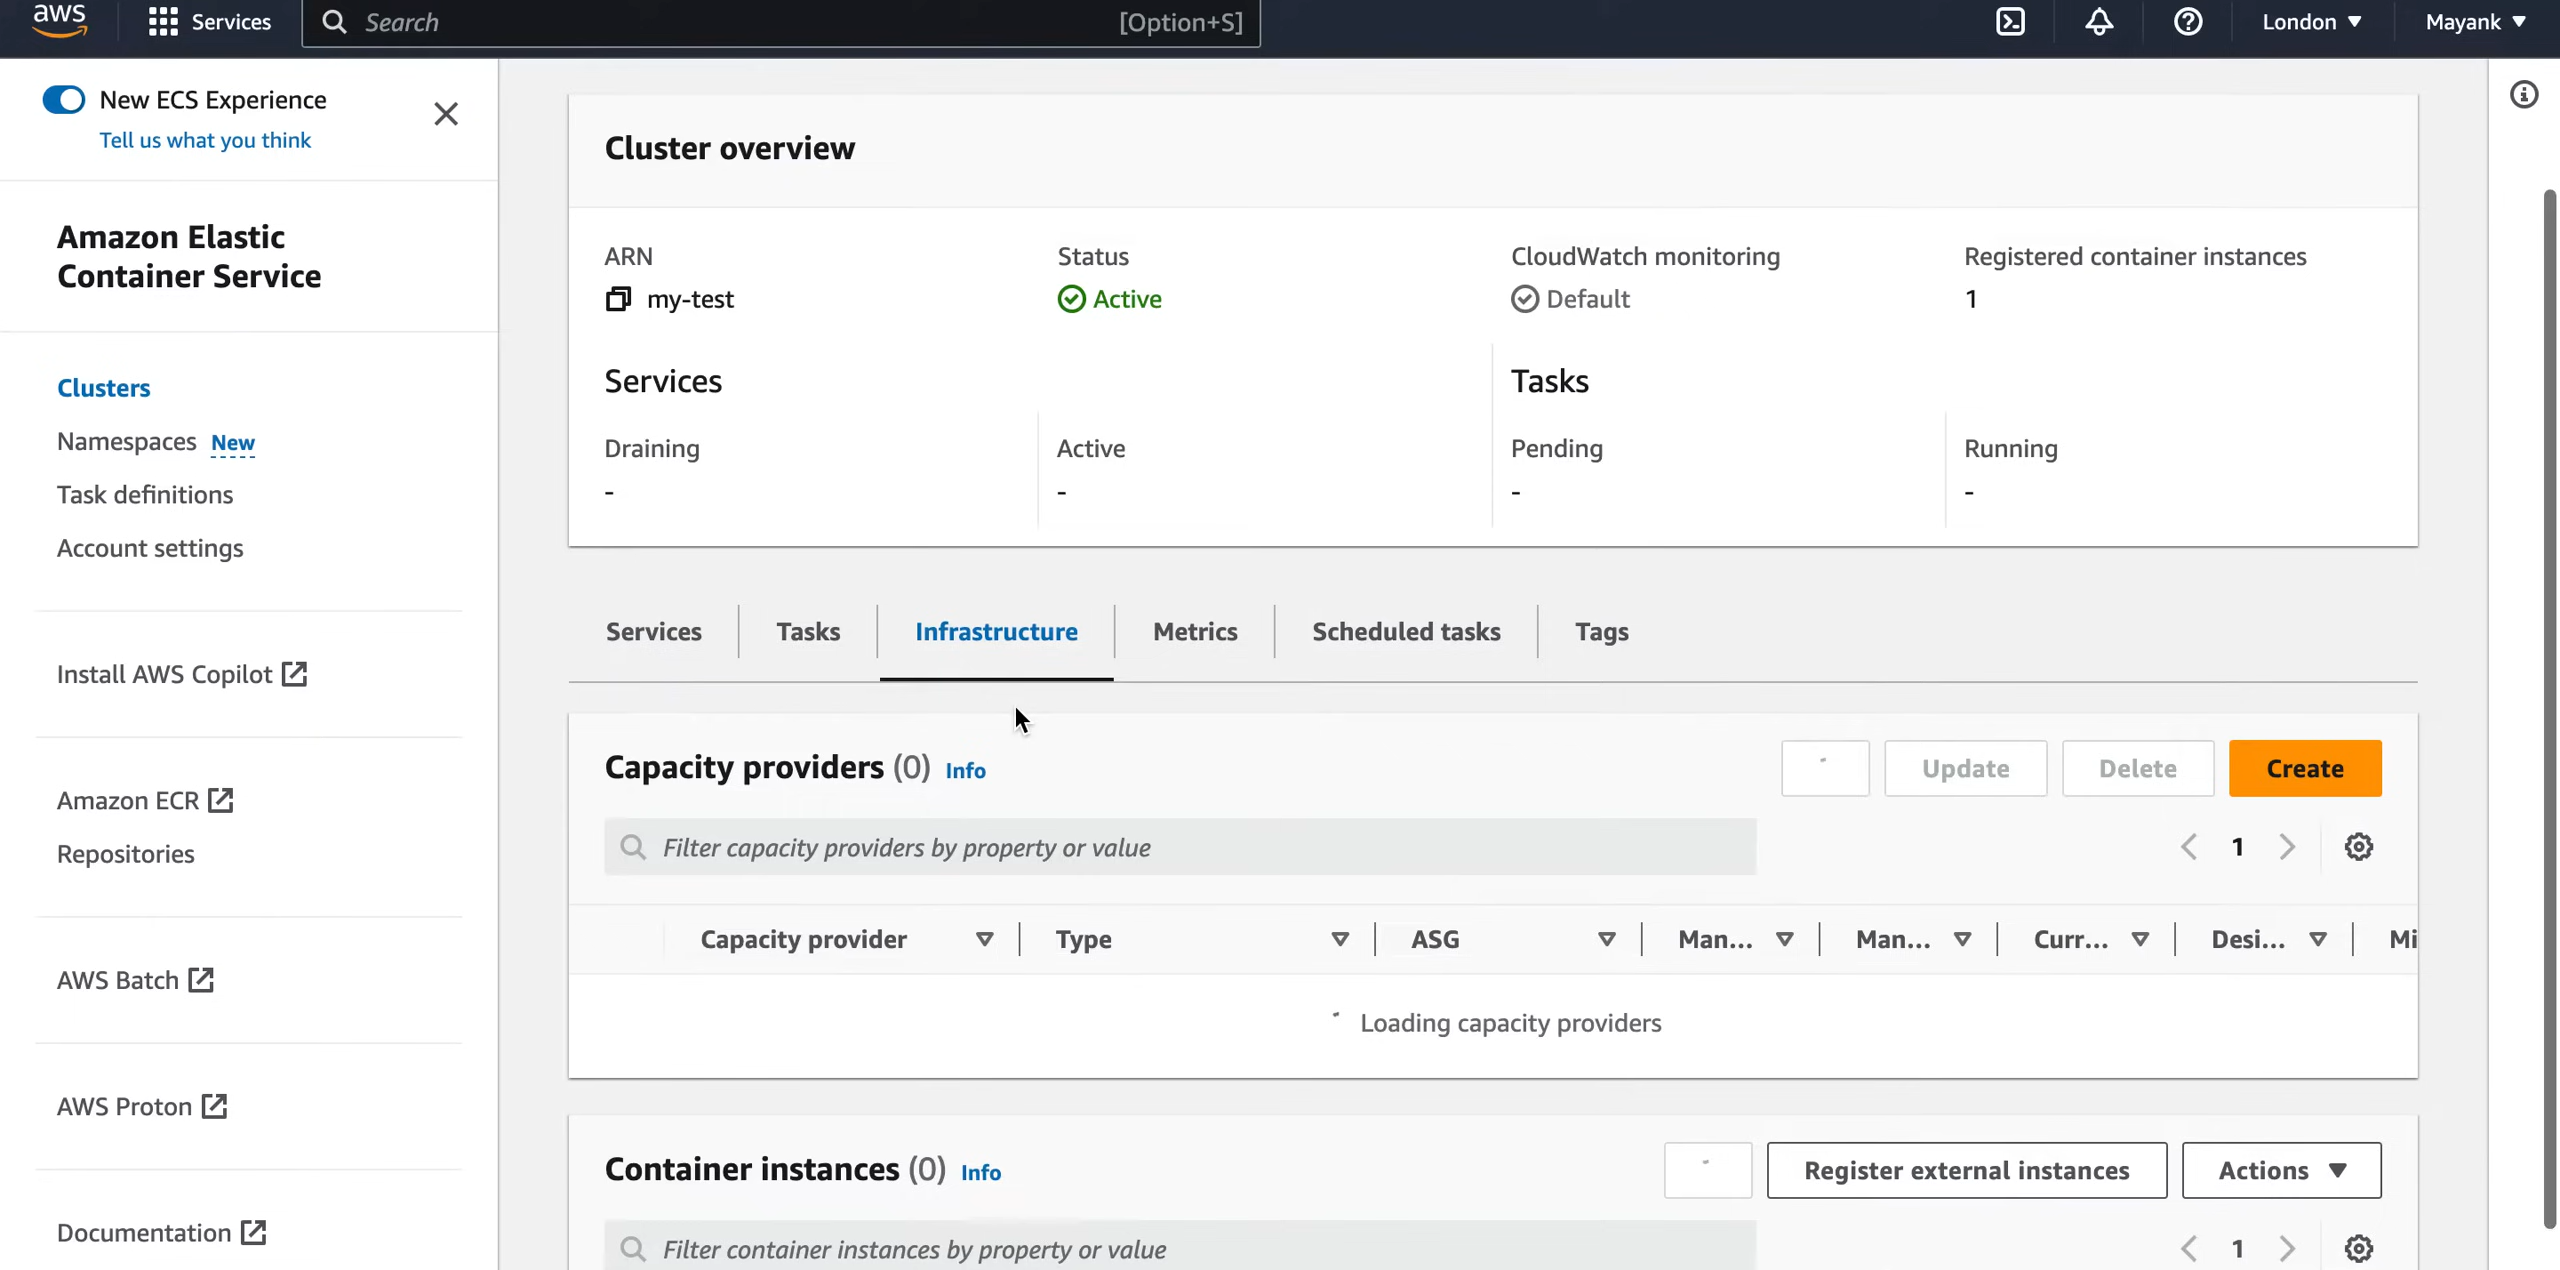 aws
Services
Search
[Option+S]
London
Mayank
New ECS Experience
Tell us what you think
Amazon Elastic
Container Service
Clusters
Namespaces New
Task definitions
Account settings
Install AWS Copilot
Amazon ECR
Repositories
AWS Batch
AWS Proton
Documentation
Cluster overview
ARN
my-test
Status
Active
CloudWatch monitoring
Default
Registered container instances
1
Services
Draining
-
Active
-
Tasks
Pending
-
Running
-
Services
Tasks
Infrastructure
Metrics
Scheduled tasks
Tags
Capacity providers (0) Info
Update
Delete
Create
Filter capacity providers by property or value
1
Capacity provider
Type
ASG
Man...
Man...
Curr...
Desi...
Mi
Loading capacity providers
Container instances (0) Info
Register external instances
Actions
Filter container instances by property or value
1